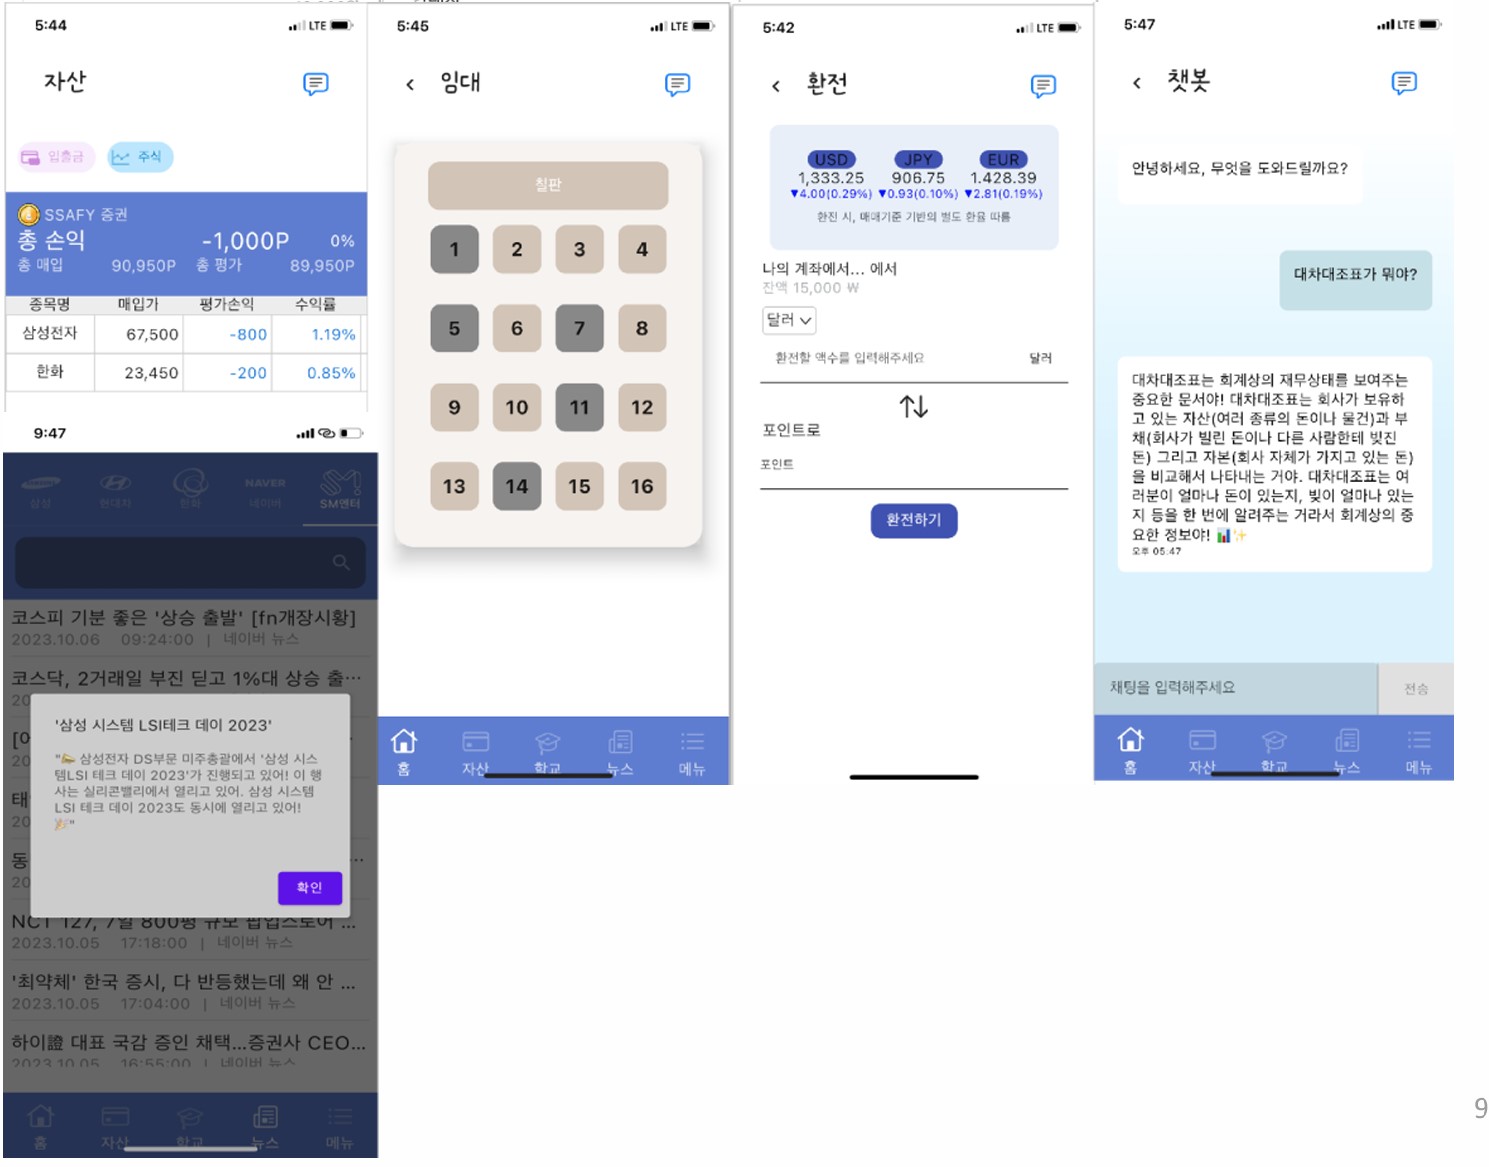 5:44
LTE
자산
입출금
주식
SSAFY 증권
총 손익 -1,000P 0%
총 매입 90,950P 총 평가 89,950P
종목명 매입가 평가손익 수익률
삼성전자 67,500 -800 1.19%
한화 23,450 -200 0.85%
9:47
삼성 현대차 한화 NAVER 네이버 SM엔터
코스피 기분 좋은 '상승 출발' [fn개장시황]
2023.10.06 09:24:00 | 네이버 뉴스
코스닥, 2거래일 부진 딛고 1%대 상승 출…
20
'삼성 시스템 LSI테크 데이 2023'
"삼성전자 DS부문 미주총괄에서 '삼성 시스
템LSI 테크 데이 2023'가 진행되고 있어! 이 행
사는 실리콘밸리에서 열리고 있어. 삼성 시스템
LSI 테크 데이 2023도 동시에 열리고 있어!
"
확인
20
태
20
동
20
NCT 127, 7일 800평 규모 팝업스토어 ...
2023.10.05 17:18:00 | 네이버 뉴스
'최약체' 한국 증시, 다 반등했는데 왜 안 ...
2023.10.05 17:04:00 | 네이버 뉴스
하이證 대표 국감 증인 채택...증권사 CEO...
2023.10.05 16:55:00 | 네이버 뉴스
홈 자산 학교 뉴스 메뉴
5:45
LTE
< 임대
칠판
1 2 3 4
5 6 7 8
9 10 11 12
13 14 15 16
홈 자산 학교 뉴스 메뉴
5:42
LTE
< 환전
USD JPY EUR
1,333.25 906.75 1.428.39
▼4.00(0.29%) ▼0.93(0.10%) ▼2.81(0.19%)
환전 시, 매매기준 기반의 별도 환율 따름
나의 계좌에서... 에서
잔액 15,000 ₩
달러
환전할 액수를 입력해주세요 달러
포인트로
포인트
환전하기
5:47
LTE
< 챗봇
안녕하세요, 무엇을 도와드릴까요?
대차대조표가 뭐야?
대차대조표는 회계상의 재무상태를 보여주는
중요한 문서야! 대차대조표는 회사가 보유하
고 있는 자산(여러 종류의 돈이나 물건)과 부
채(회사가 빌린 돈이나 다른 사람한테 빚진
돈) 그리고 자본(회사 자체가 가지고 있는 돈)
을 비교해서 나타내는 거야. 대차대조표는 여
러분이 얼마나 돈이 있는지, 빚이 얼마나 있는
지 등을 한 번에 알려주는 거라서 회계상의 중
요한 정보야! 📊✨
오후 05:47
채팅을 입력해주세요 전송
홈 자산 학교 뉴스 메뉴
9